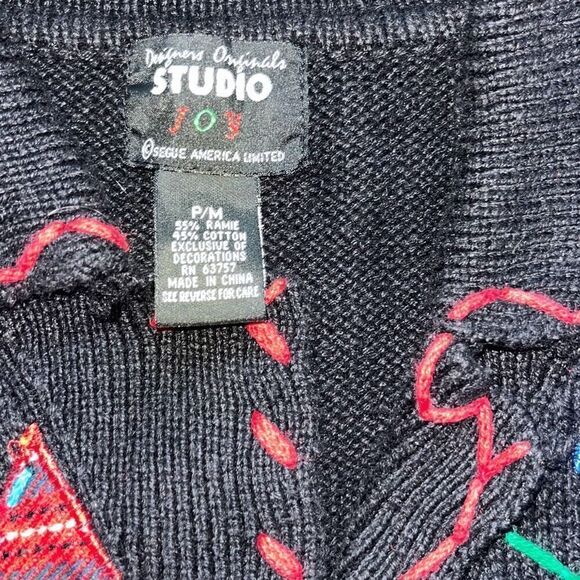 Designers Originals
STUDIO
JOY
SEGUE AMERICA LIMITED
P/M
55% RAMIE
45% COTTON
EXCLUSIVE OF
DECORATIONS
RN 63757
MADE IN CHINA
SEE REVERSE FOR CARE